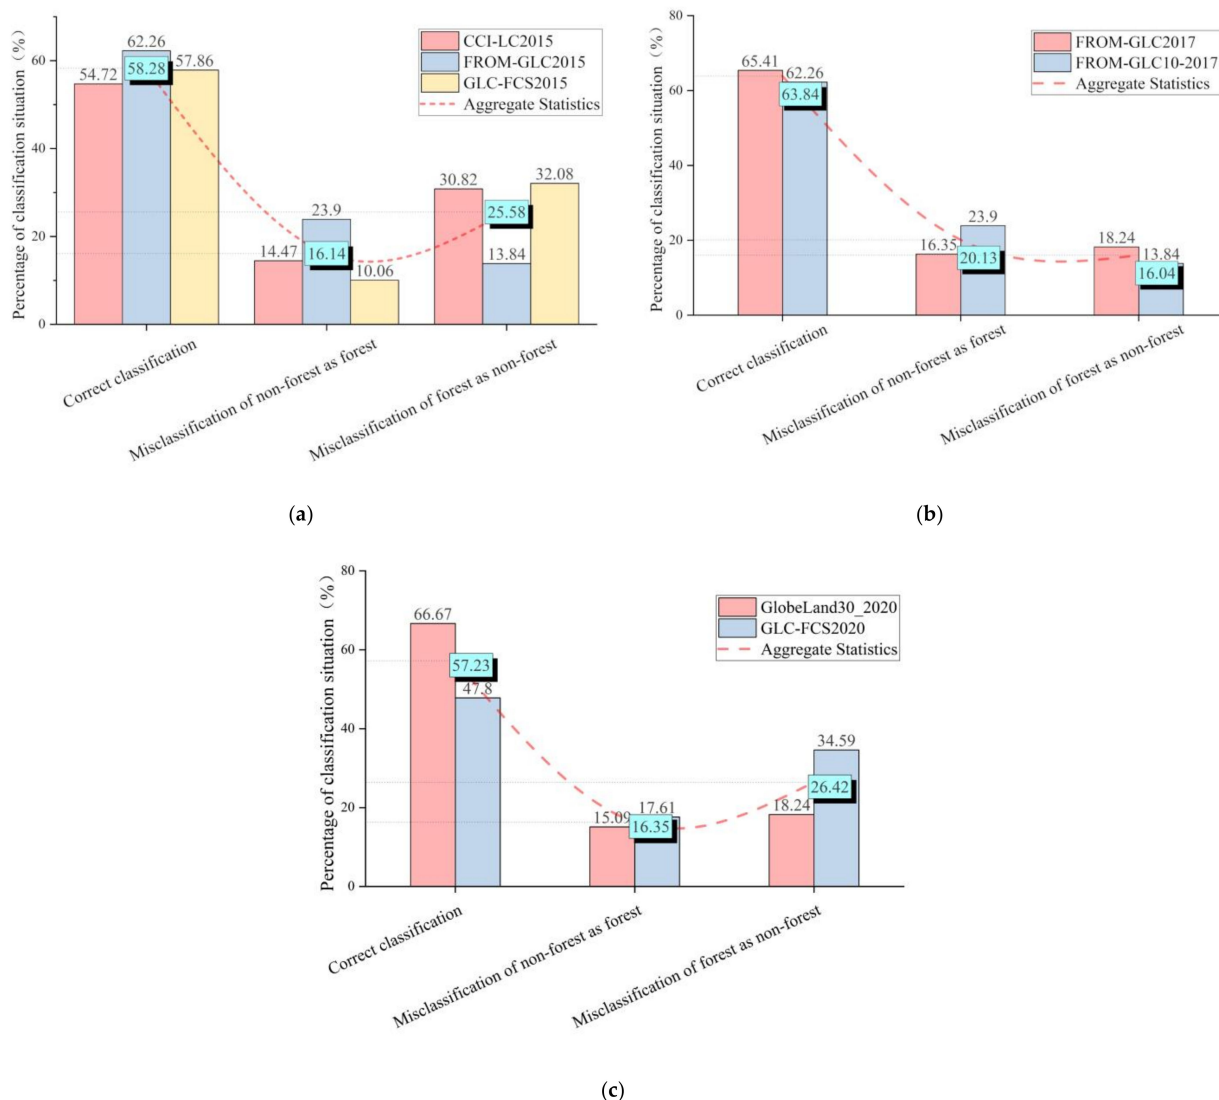 Percentage of classification situation（%）
60
40
20
0
CCI-LC2015
FROM-GLC2015
GLC-FCS2015
Aggregate Statistics
54.72
62.26
58.28
57.86
14.47
23.9
16.14
10.06
30.82
25.58
13.84
32.08
Correct classification
Misclassification of non-forest as forest
Misclassification of forest as non-forest
(a)
Percentage of classification situation（%）
80
60
40
20
0
FROM-GLC2017
FROM-GLC10-2017
Aggregate Statistics
65.41
62.26
63.84
16.35
23.9
20.13
18.24
13.84
16.04
Correct classification
Misclassification of non-forest as forest
Misclassification of forest as non-forest
(b)
Percentage of classification situation（%）
80
60
40
20
0
GlobeLand30_2020
GLC-FCS2020
Aggregate Statistics
66.67
57.23
47.8
15.09
17.61
16.35
18.24
34.59
26.42
Correct classification
Misclassification of non-forest as forest
Misclassification of forest as non-forest
(c)